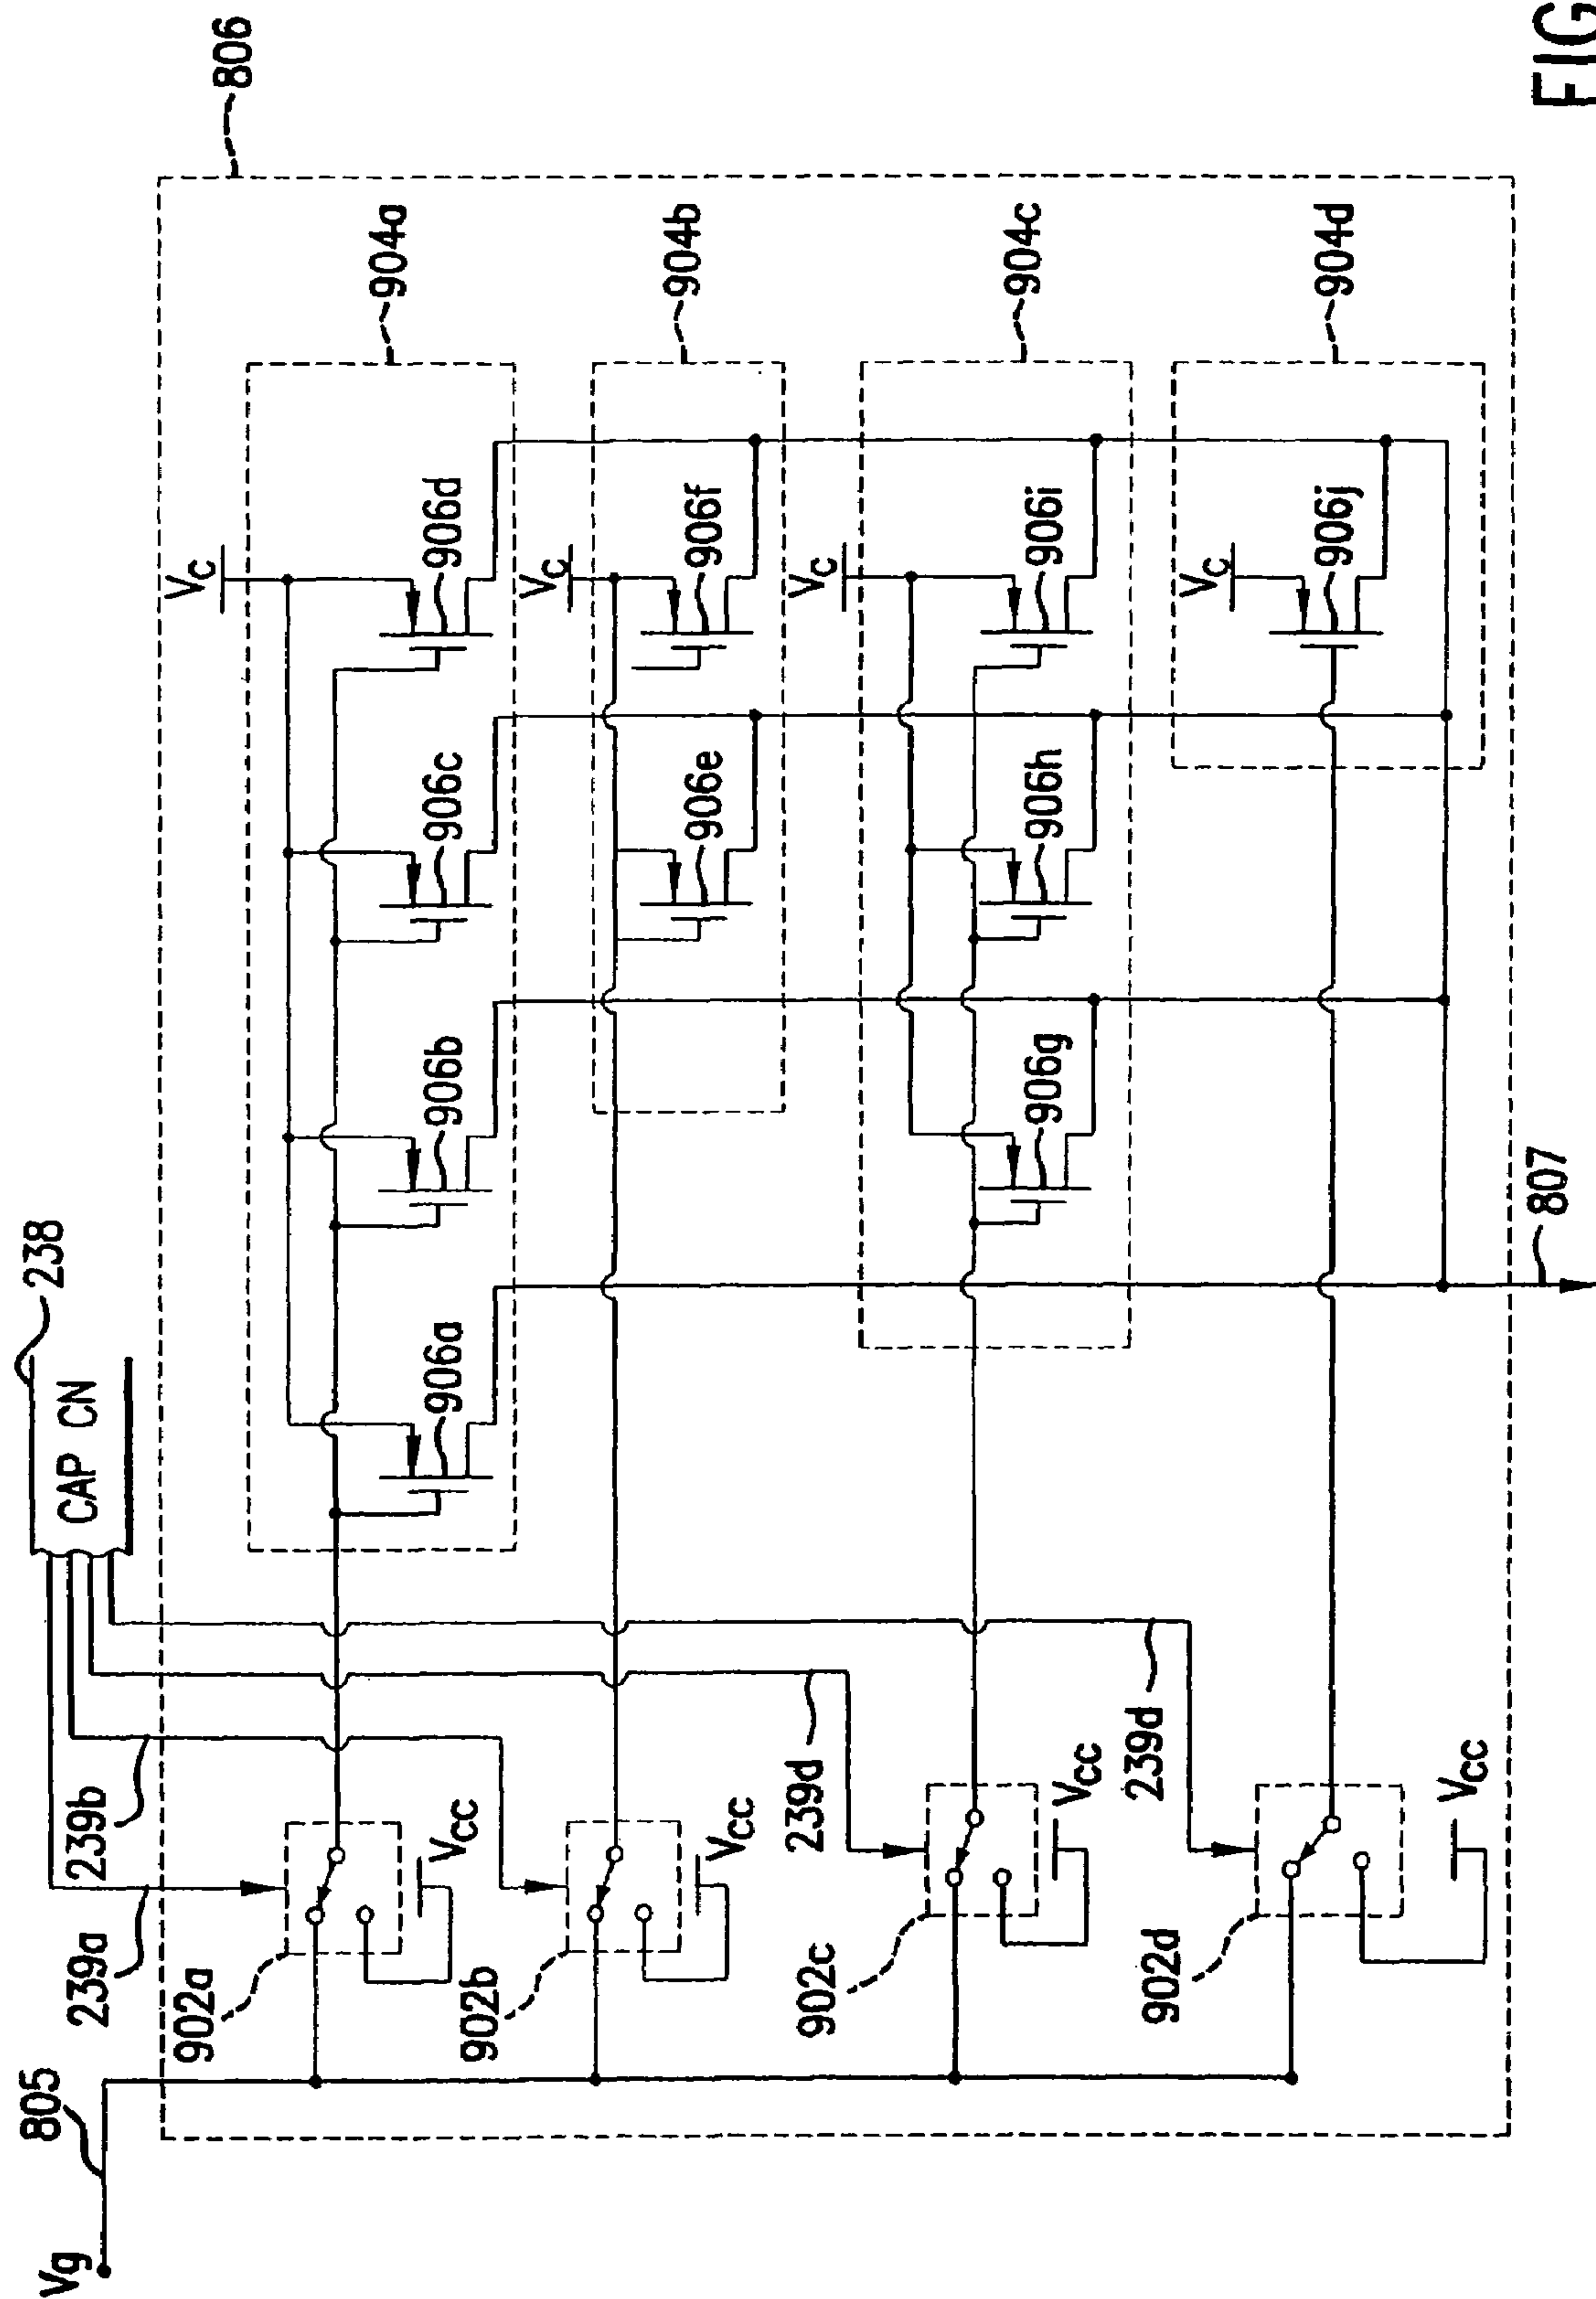 238
CAP CN
806
805
Vg
239a
239b
902a
VCC
902b
VCC
239d
902c
VCC
239d
902d
VCC
VC
906a
906b
906c
906d
904a
VC
906e
906f
904b
VC
906g
906h
906i
904c
VC
906j
904d
807
FIG